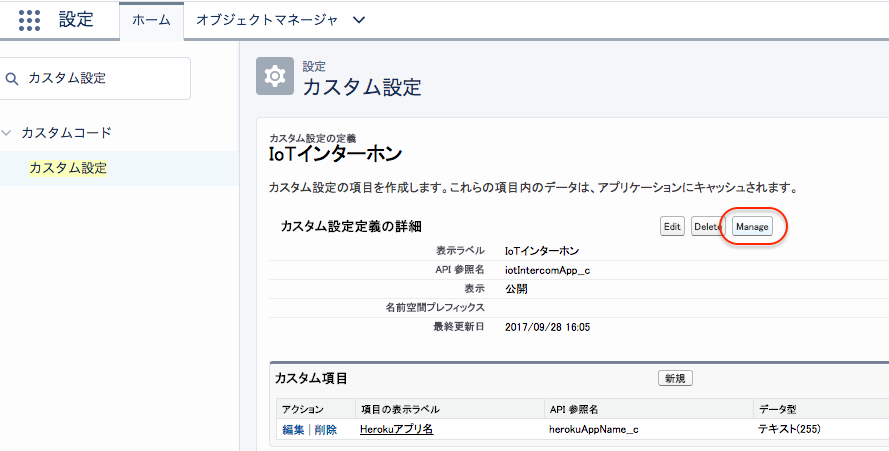 設定 ホーム オブジェクトマネージャ
カスタム設定
カスタムコード
カスタム設定
設定
カスタム設定
カスタム設定の定義
IoTインターホン
カスタム設定の項目を作成します。これらの項目内のデータは、アプリケーションにキャッシュされます。
カスタム設定定義の詳細 Edit Delete Manage
表示ラベル IoTインターホン
API 参照名 iotIntercomApp__c
表示 公開
名前空間プレフィックス
最終更新日 2017/09/28 16:05
カスタム項目 新規
アクション 項目の表示ラベル API 参照名 データ型
編集 | 削除 Herokuアプリ名 herokuAppName__c テキスト(255)